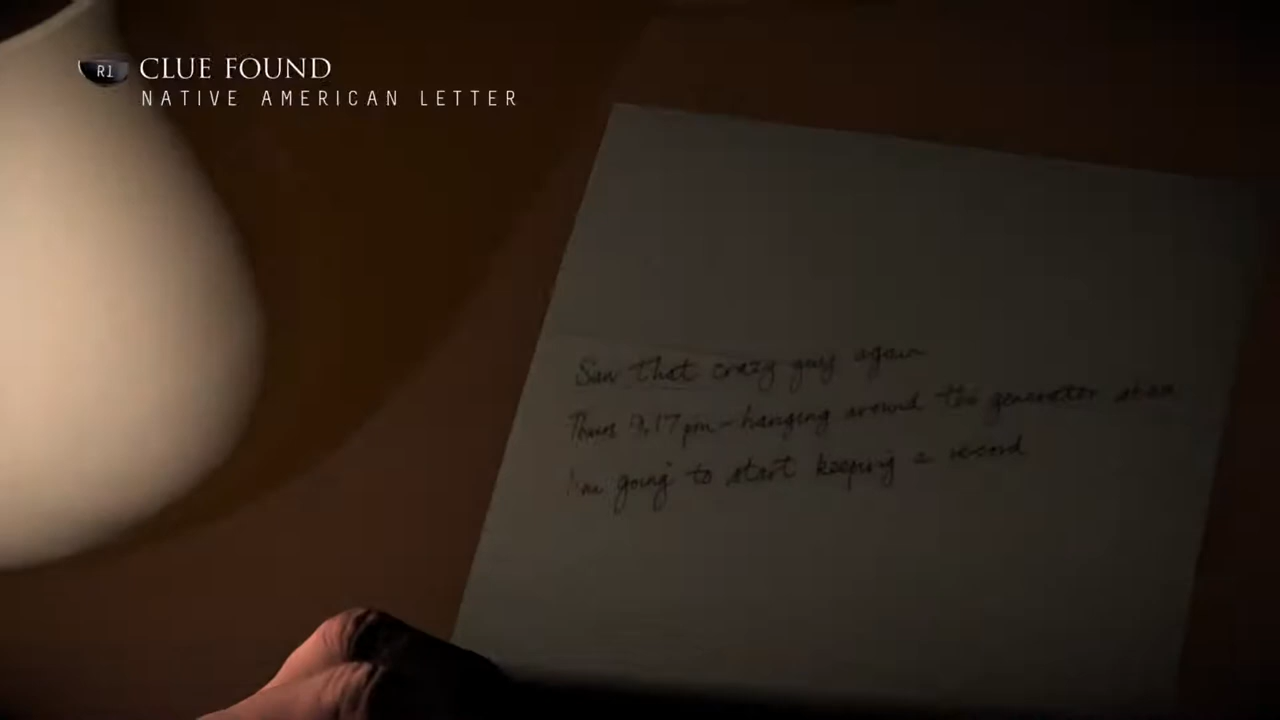 R1
CLUE FOUND
NATIVE AMERICAN LETTER
Saw that crazy guy again
Thurs 9.17pm - hanging around the generator
I'm going to start keeping a record